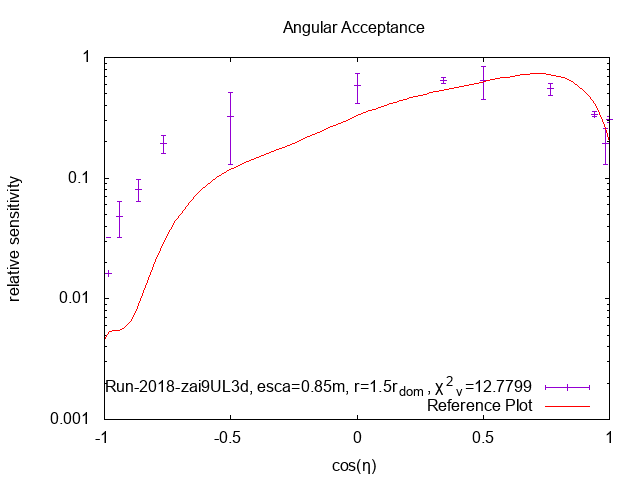 Angular Acceptance
relative sensitivity
1
0.1
0.01
0.001
Run-2018-zai9UL3d, esca=0.85m, r=1.5r_dom, χ²_ν=12.7799
Reference Plot
-1 -0.5 0 0.5 1
cos(η)